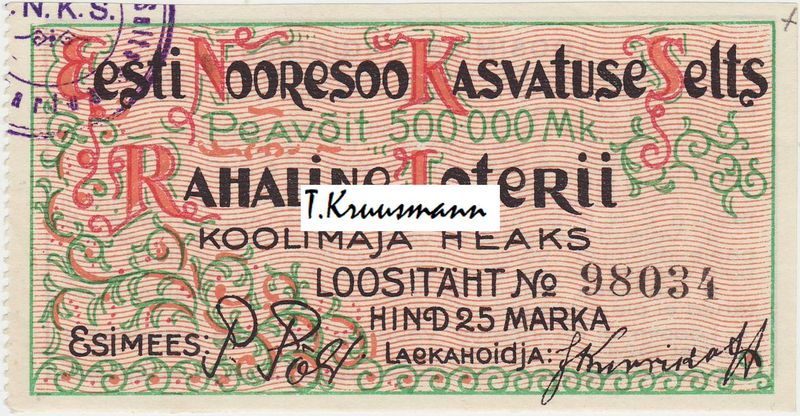 .N.K.S.
Eesti Nooresoo Kasvatuse Selts
Peavõit 500 000 Mk.
Rahaline Loterii
T.Kruusmann
KOOLIMAJA HEAKS
LOOSITÄHT № 98034
HIND 25 MARKA
ESIMEES: P. Põld
LAEKAHOIDJA: